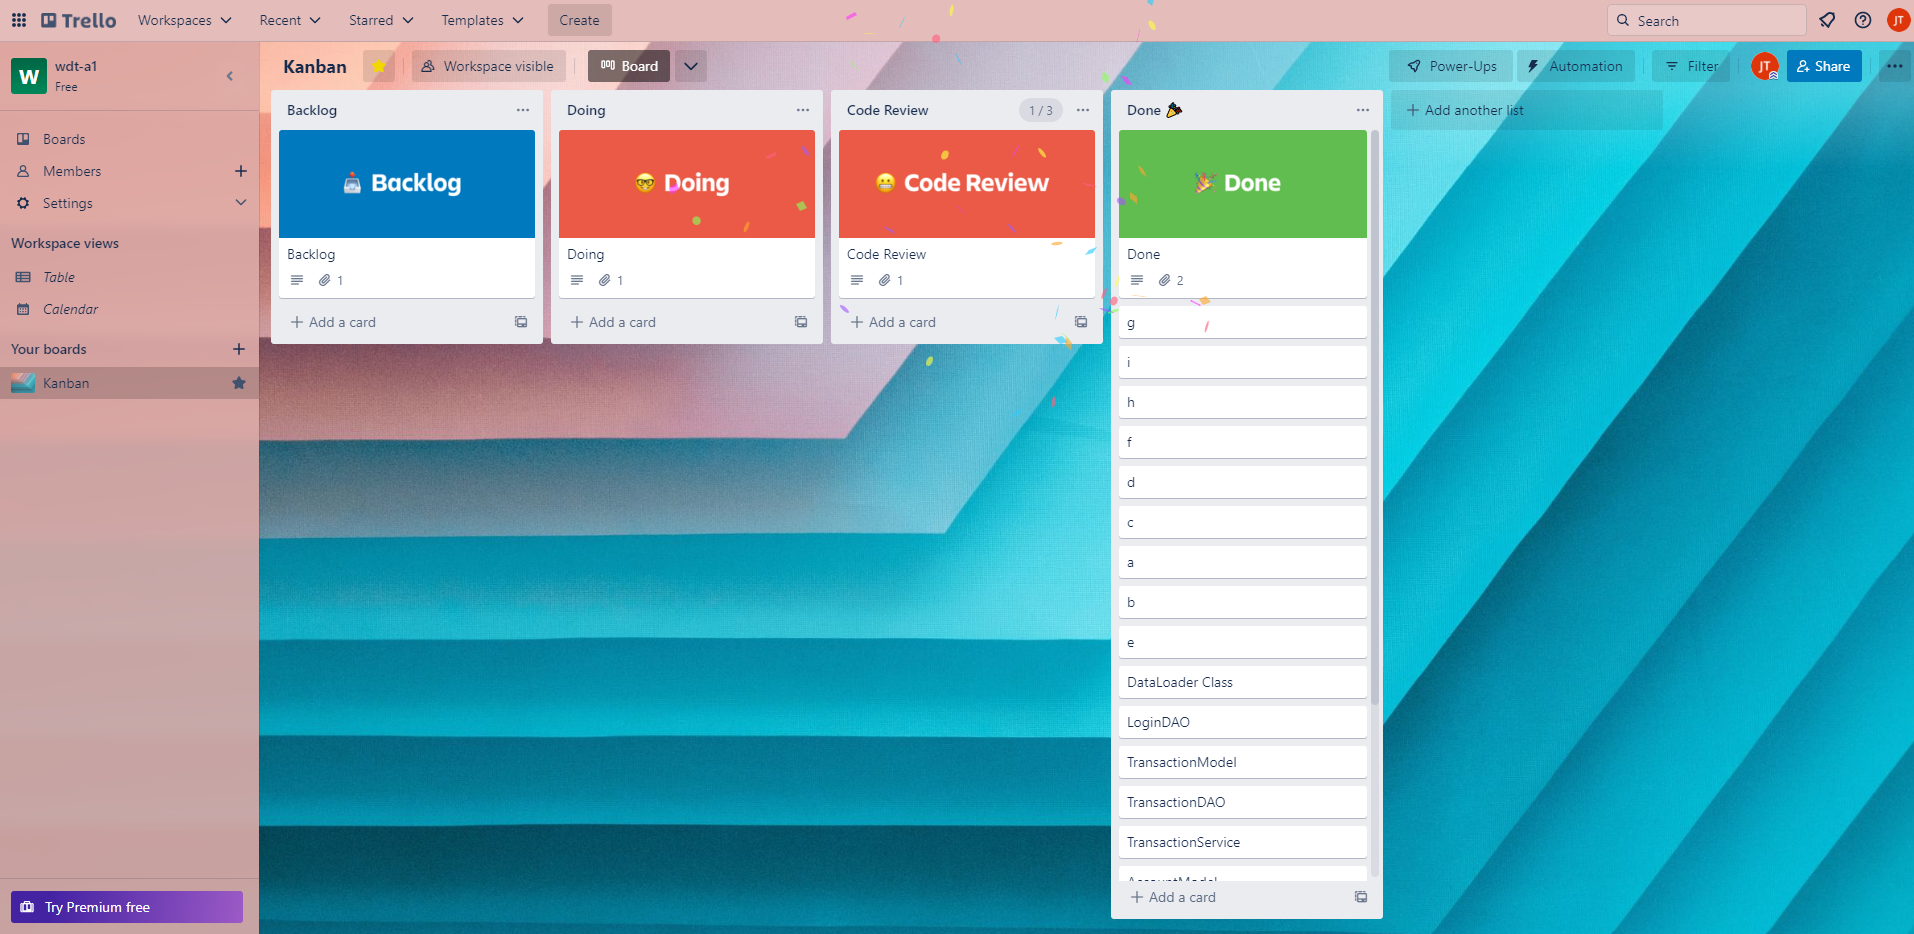 Trello
Workspaces
Recent
Starred
Templates
Create
Search
JT
W
wdt-a1
Free
Boards
Members
Settings
Workspace views
Table
Calendar
Your boards
Kanban
Try Premium free
Kanban
Workspace visible
Board
Power-Ups
Automation
Filter
JT
Share
Backlog
Backlog
Backlog
1
Add a card
Doing
Doing
Doing
1
Add a card
Code Review
1 / 3
Code Review
Code Review
1
Add a card
Done 🎉
Done
Done
2
g
i
h
f
d
c
a
b
e
DataLoader Class
LoginDAO
TransactionModel
TransactionDAO
TransactionService
AccountModel
Add a card
Add another list